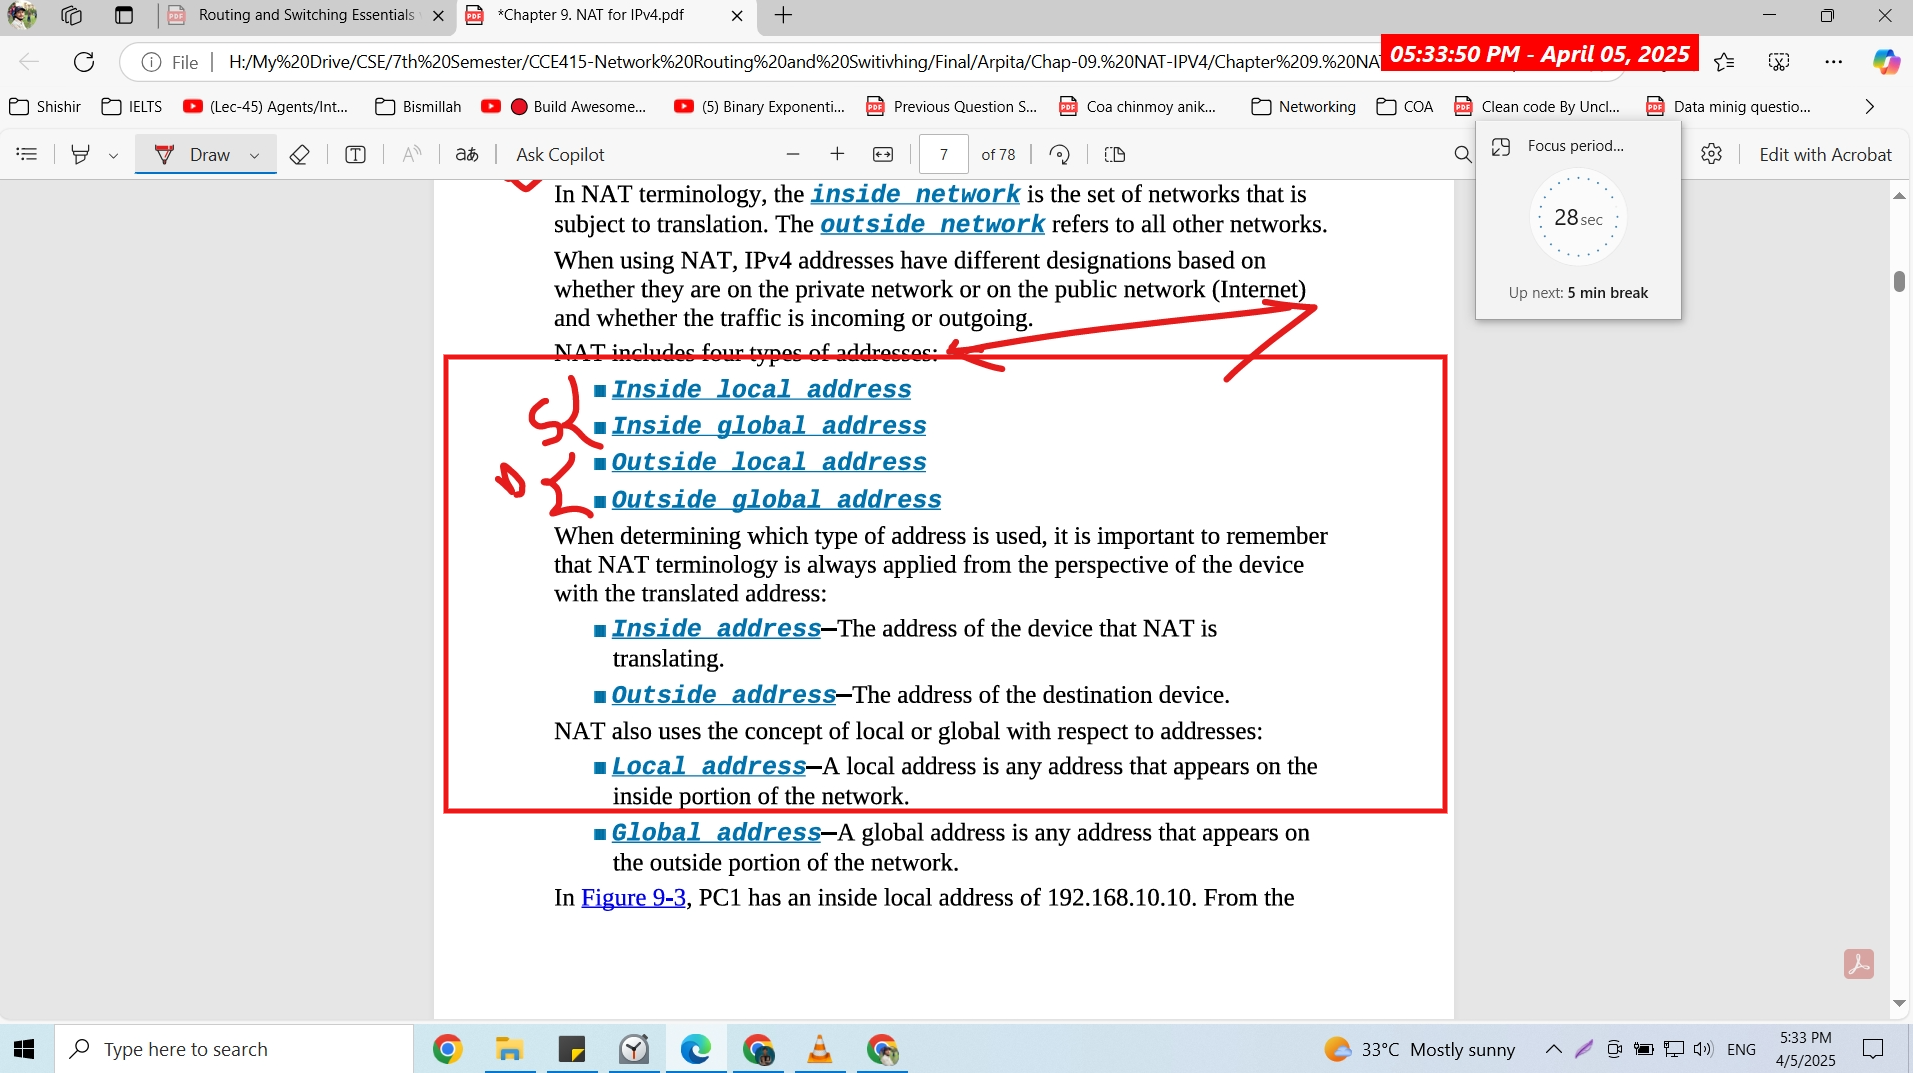 Routing and Switching Essentials
*Chapter 9. NAT for IPv4.pdf
File
H:/My%20Drive/CSE/7th%20Semester/CCE415-Network%20Routing%20and%20Switivhing/Final/Arpita/Chap-09.%20NAT-IPV4/Chapter%209.%20NA
05:33:50 PM - April 05, 2025
Shishir
IELTS
(Lec-45) Agents/Int...
Bismillah
Build Awesome...
(5) Binary Exponenti...
Previous Question S...
Coa chinmoy anik...
Networking
COA
Clean code By Uncl...
Data minig questio...
Draw
Ask Copilot
7
of 78
Edit with Acrobat
Focus period...
28 sec
Up next: 5 min break
In NAT terminology, the inside network is the set of networks that is
subject to translation. The outside network refers to all other networks.
When using NAT, IPv4 addresses have different designations based on
whether they are on the private network or on the public network (Internet)
and whether the traffic is incoming or outgoing.
NAT includes four types of addresses:
Inside local address
Inside global address
S
Outside local address
D
Outside global address
When determining which type of address is used, it is important to remember
that NAT terminology is always applied from the perspective of the device
with the translated address:
Inside address—The address of the device that NAT is
translating.
Outside address—The address of the destination device.
NAT also uses the concept of local or global with respect to addresses:
Local address—A local address is any address that appears on the
inside portion of the network.
Global address—A global address is any address that appears on
the outside portion of the network.
In Figure 9-3, PC1 has an inside local address of 192.168.10.10. From the
Type here to search
33°C Mostly sunny
ENG
5:33 PM
4/5/2025